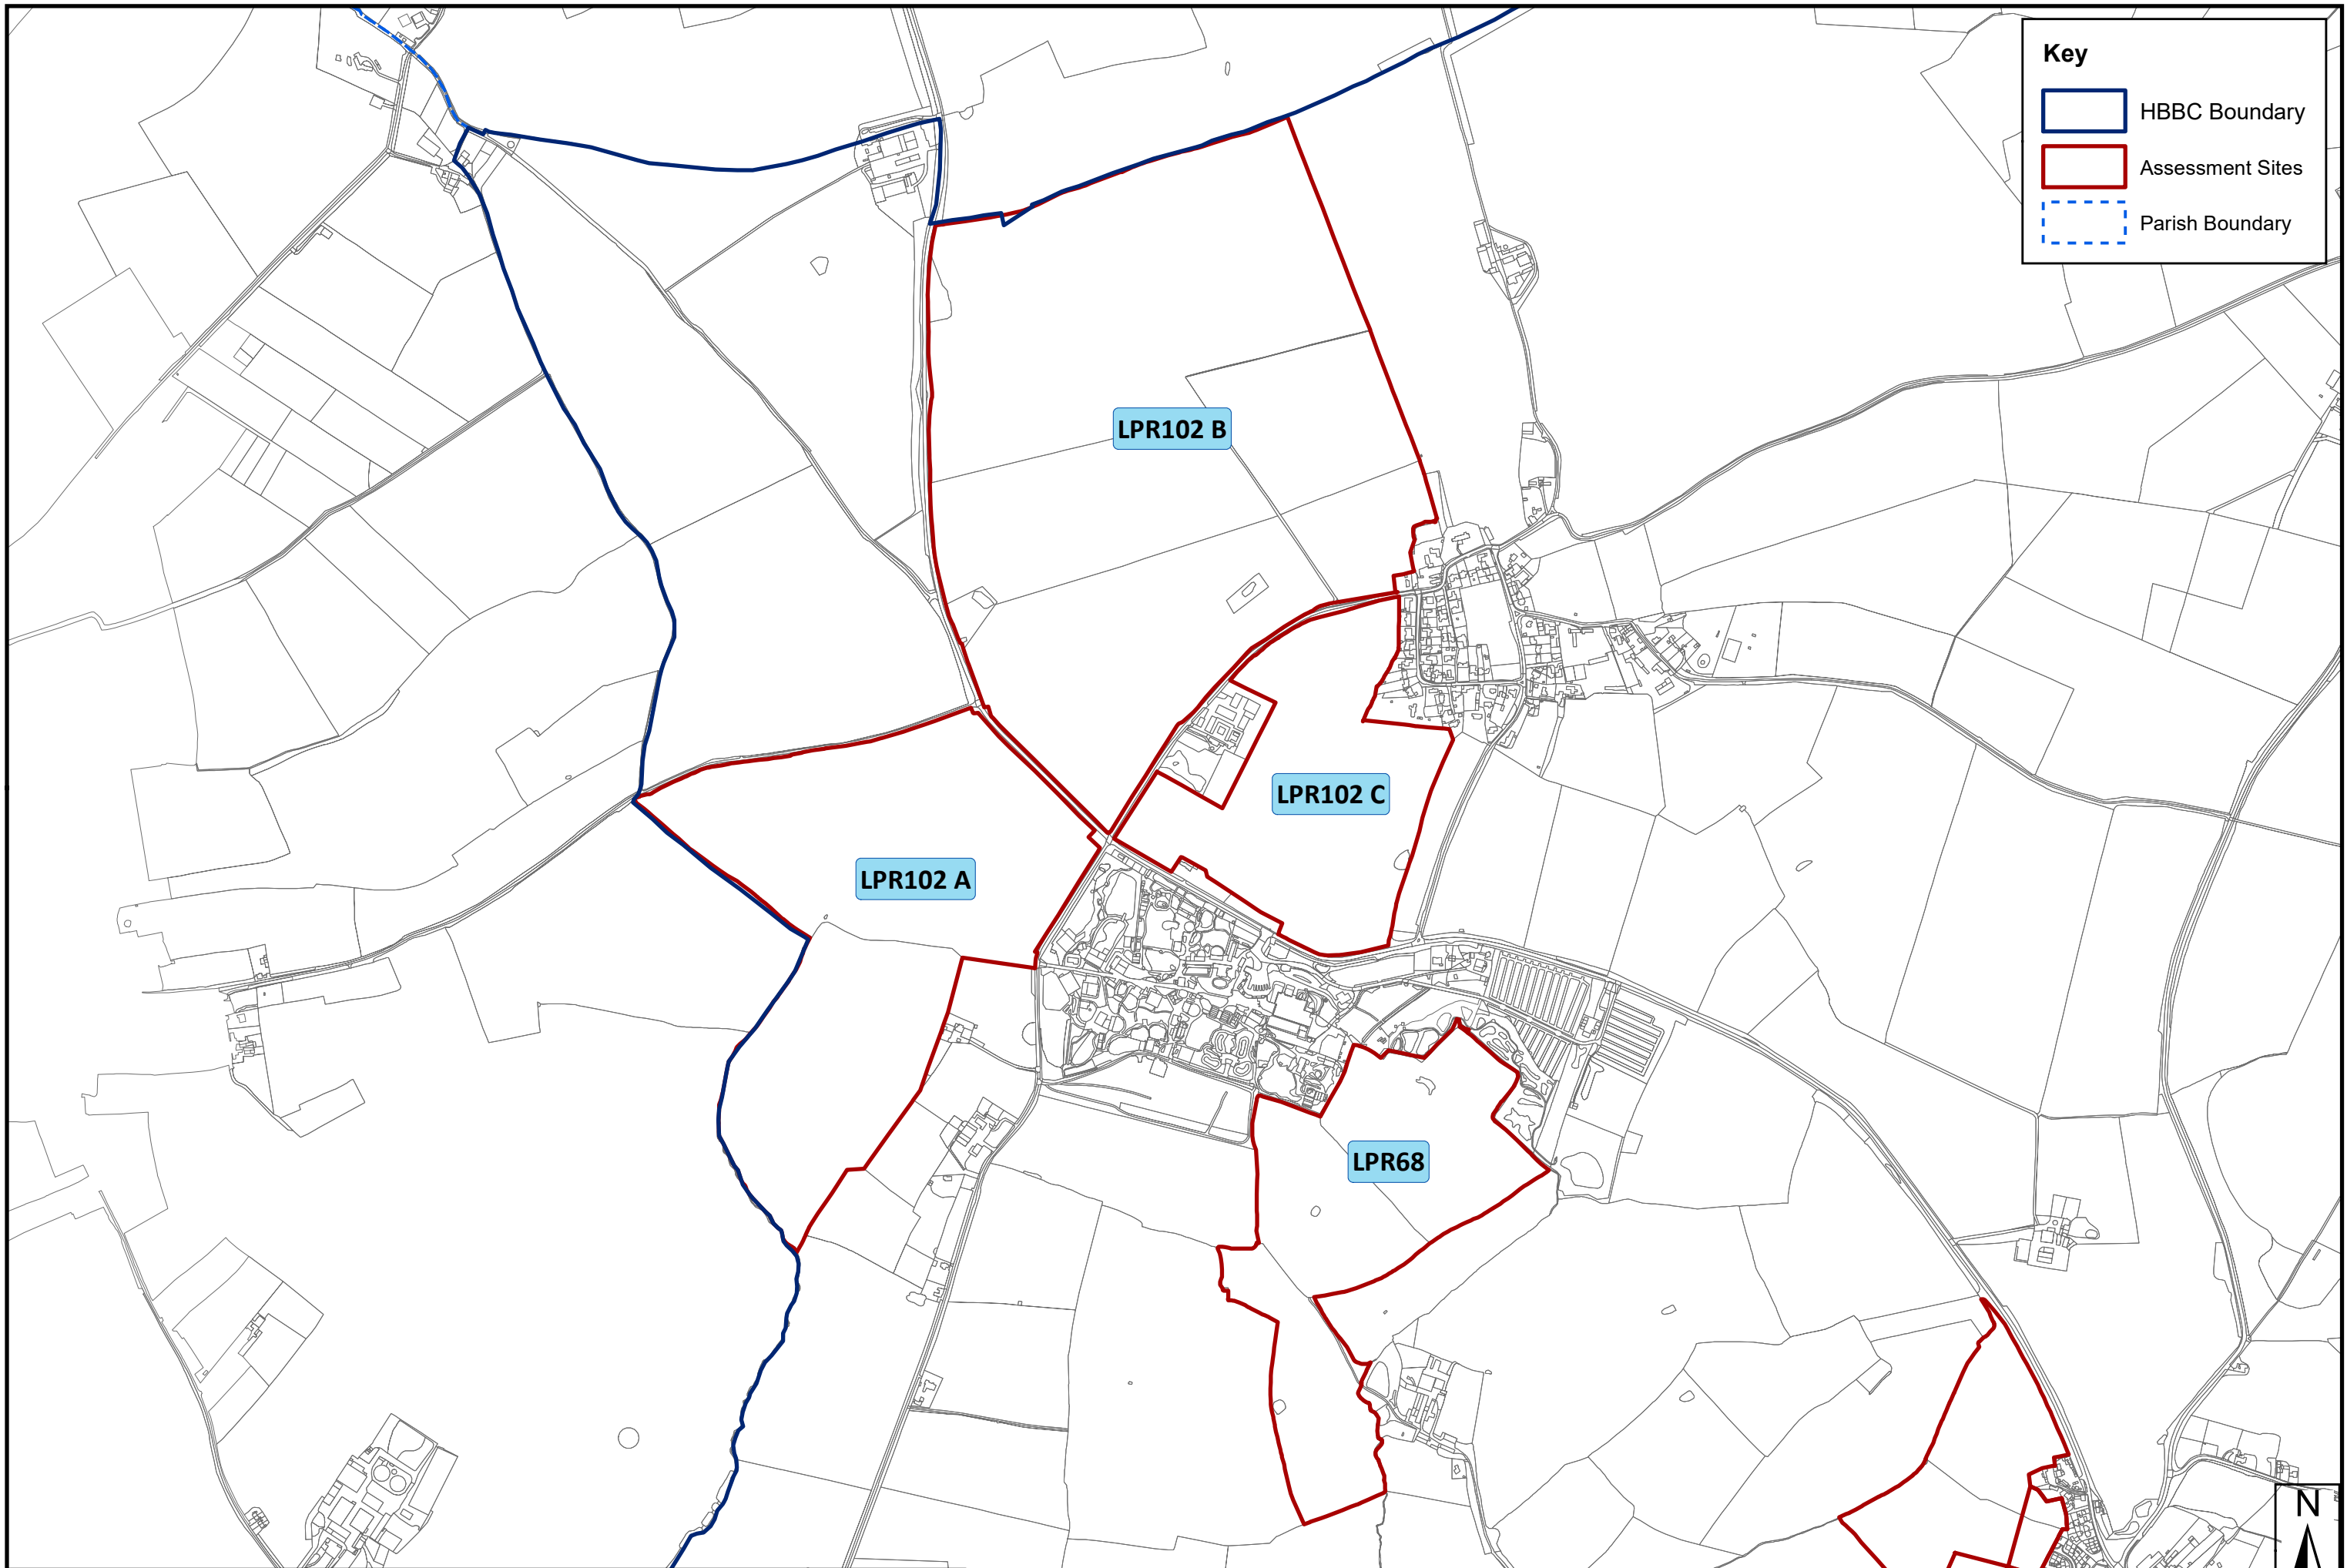 Key
HBBC Boundary
Assessment Sites
Parish Boundary
LPR102 B
LPR102 C
LPR102 A
LPR68
N